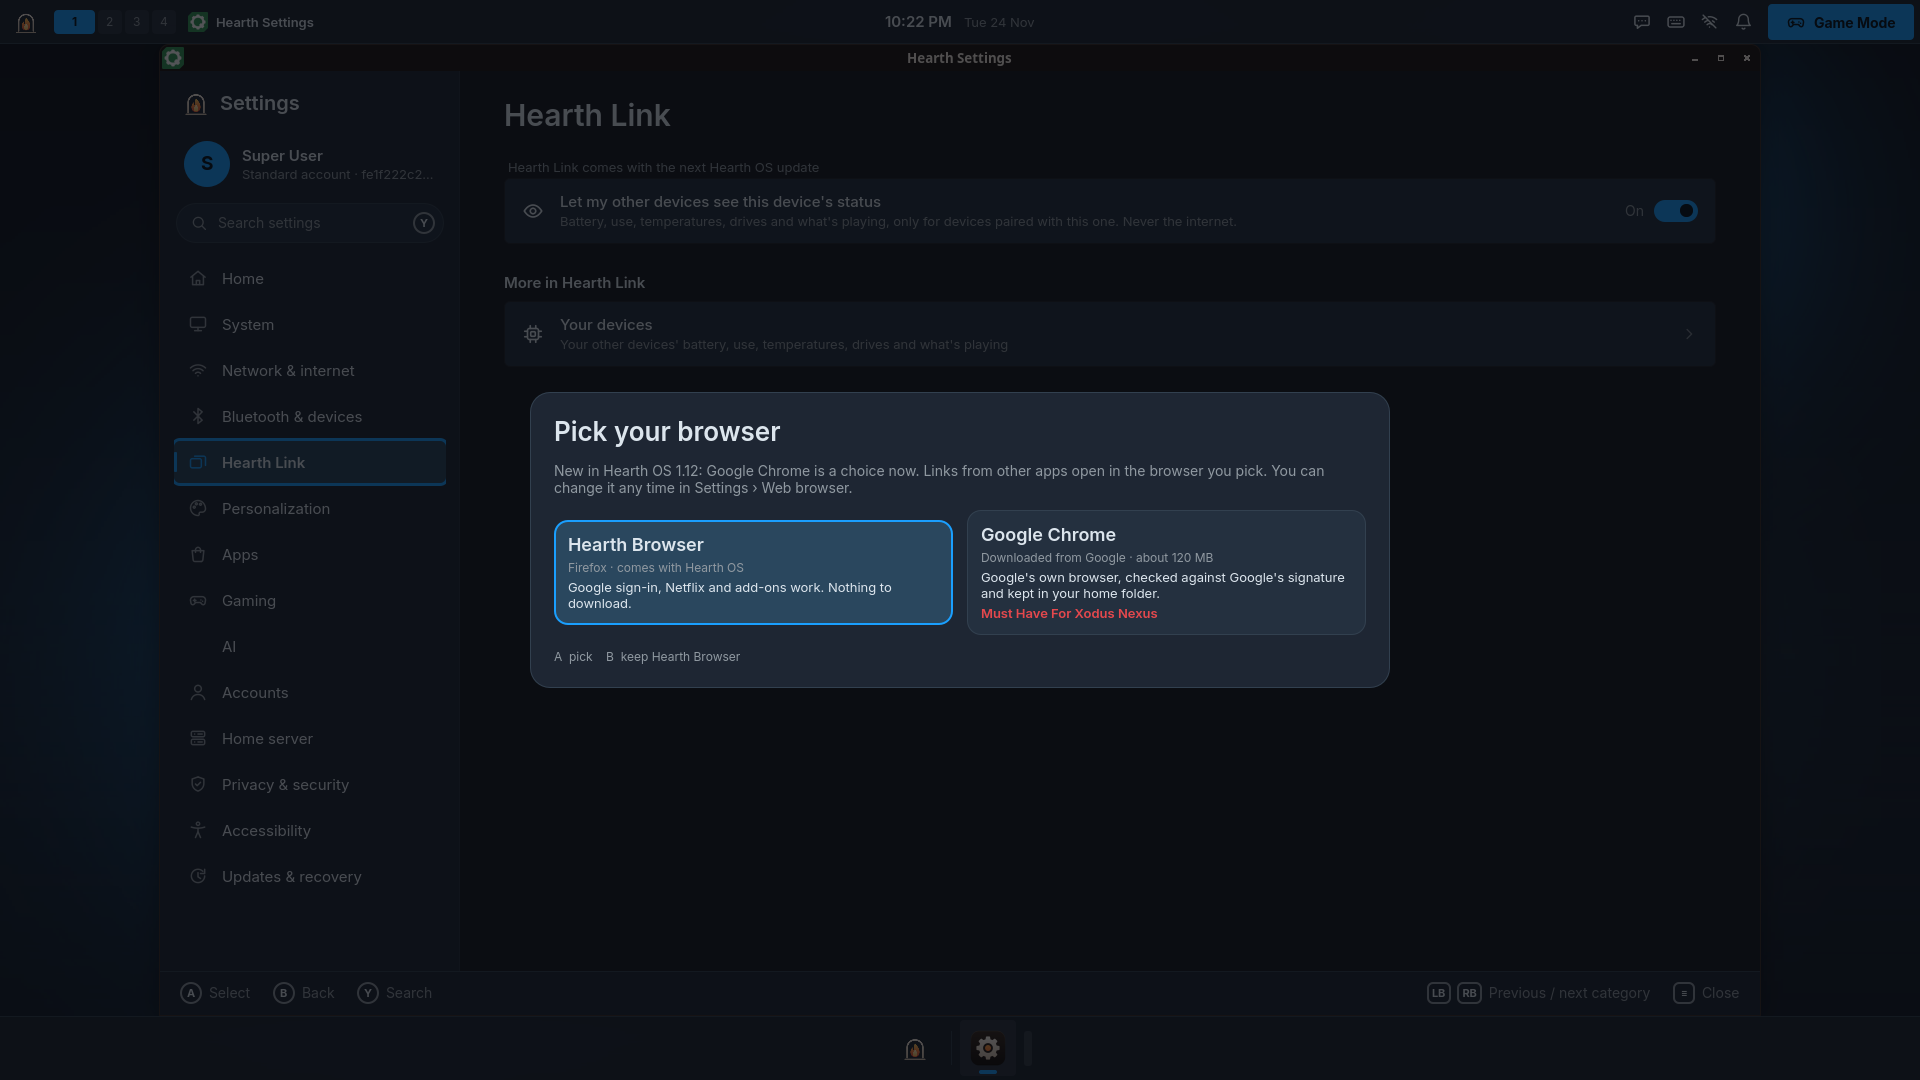 1 2 3 4 Hearth Settings
10:22 PM Tue 24 Nov
Game Mode
Hearth Settings
Settings
S
Super User
Standard account · fe1f222c2...
Search settings Y
Home
System
Network & internet
Bluetooth & devices
Hearth Link
Personalization
Apps
Gaming
AI
Accounts
Home server
Privacy & security
Accessibility
Updates & recovery
Hearth Link
Hearth Link comes with the next Hearth OS update
Let my other devices see this device's status
Battery, use, temperatures, drives and what's playing, only for devices paired with this one. Never the internet.
On
More in Hearth Link
Your devices
Your other devices' battery, use, temperatures, drives and what's playing
Pick your browser
New in Hearth OS 1.12: Google Chrome is a choice now. Links from other apps open in the browser you pick. You can
change it any time in Settings › Web browser.
Hearth Browser
Firefox · comes with Hearth OS
Google sign-in, Netflix and add-ons work. Nothing to
download.
Google Chrome
Downloaded from Google · about 120 MB
Google's own browser, checked against Google's signature
and kept in your home folder.
Must Have For Xodus Nexus
A pick B keep Hearth Browser
A Select B Back Y Search
LB RB Previous / next category ≡ Close